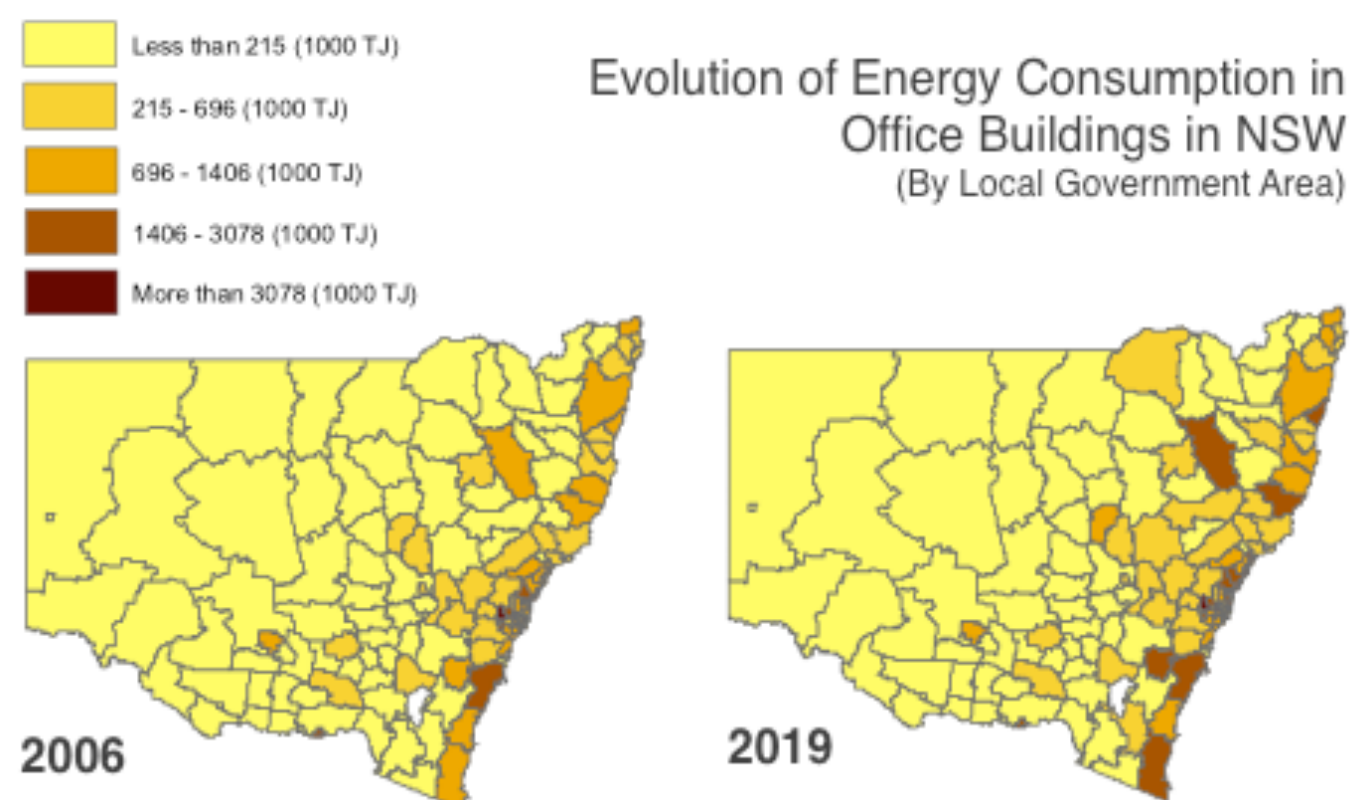 Less than 215 (1000 TJ)
215 - 696 (1000 TJ)
696 - 1406 (1000 TJ)
1406 - 3078 (1000 TJ)
More than 3078 (1000 TJ)
Evolution of Energy Consumption in
Office Buildings in NSW
(By Local Government Area)
2006
2019